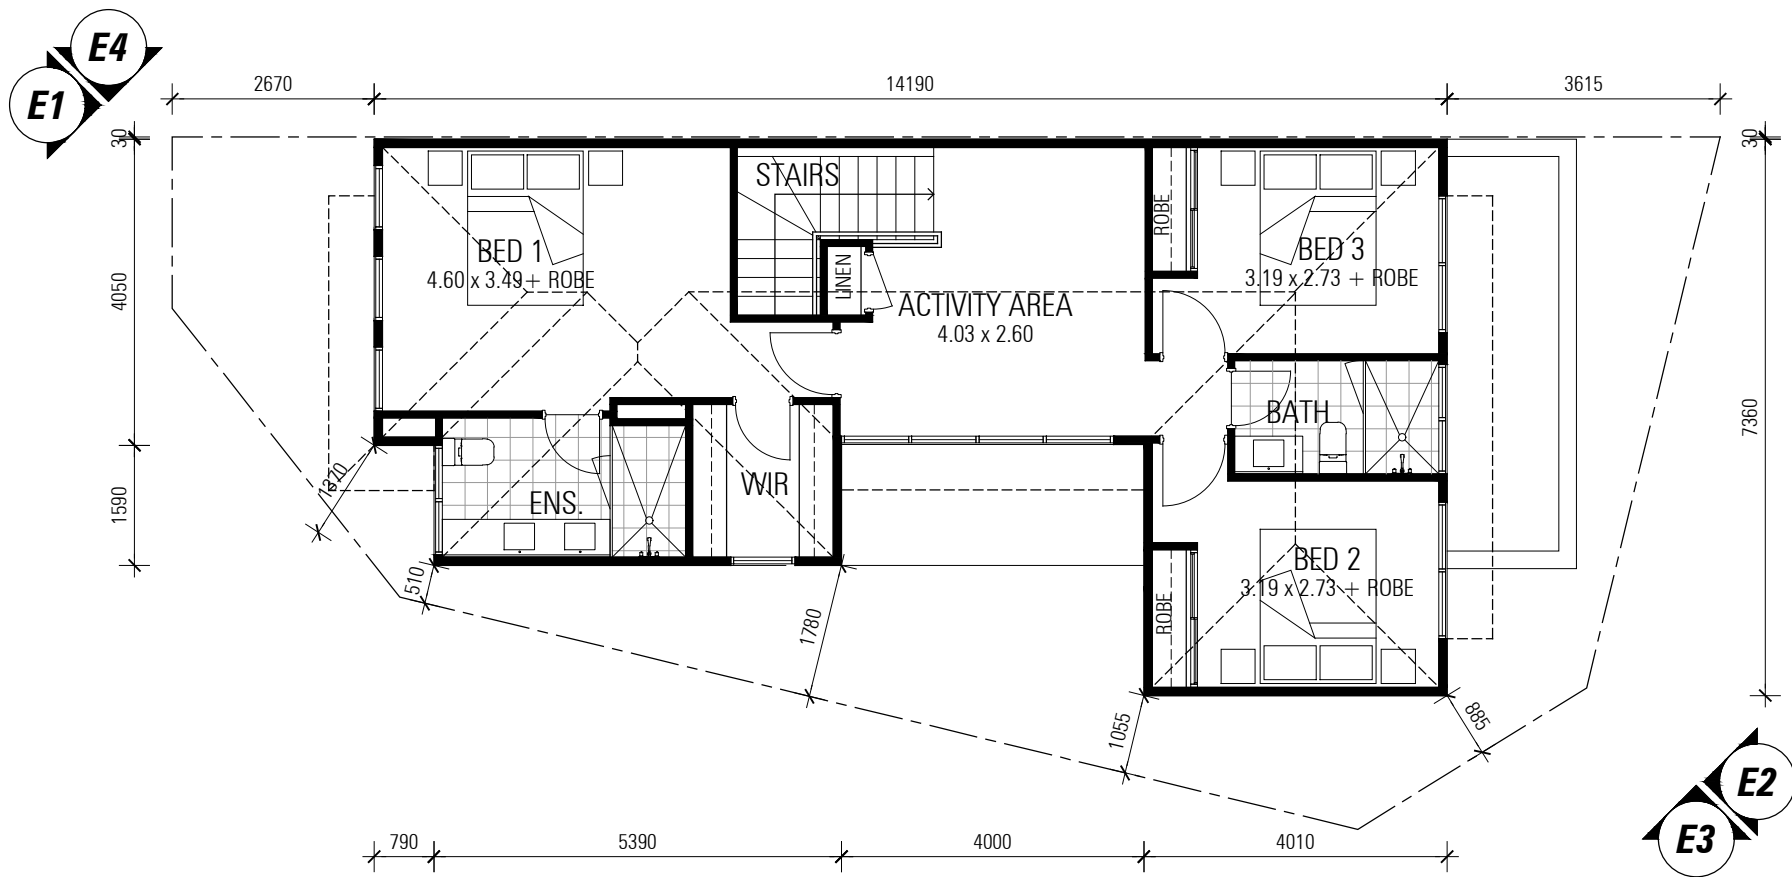 E4
E1
2670
14190
3615
30
30
STAIRS
ROBE
BED 1
4.60 x 3.49 + ROBE
BED 3
3.19 x 2.73 + ROBE
LINEN
ACTIVITY AREA
4.03 x 2.60
4050
7360
BATH
1370
1590
ENS.
WIR
510
BED 2
3.19 x 2.73 + ROBE
ROBE
1780
1055
885
E2
E3
790
5390
4000
4010